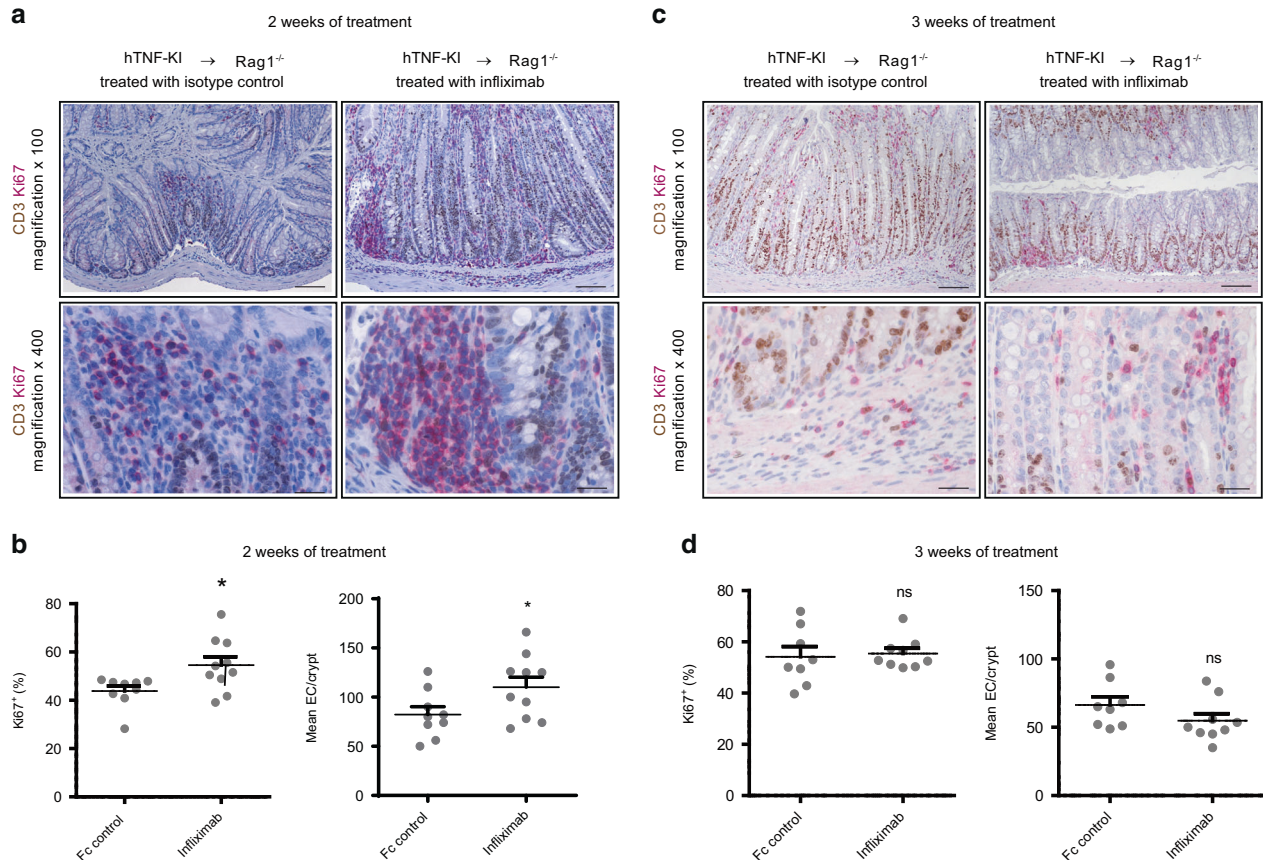 a
2 weeks of treatment
hTNF-KI → Rag1-/-
treated with isotype control
hTNF-KI → Rag1-/-
treated with infliximab
CD3 Ki67
magnification x 100
CD3 Ki67
magnification x 400
c
3 weeks of treatment
hTNF-KI → Rag1-/-
treated with isotype control
hTNF-KI → Rag1-/-
treated with infliximab
CD3 Ki67
magnification x 100
CD3 Ki67
magnification x 400
b
2 weeks of treatment
Ki67+ (%)
80
60
40
20
0
*
Fc control
Infliximab
Mean EC/crypt
200
150
100
50
0
*
Fc control
Infliximab
d
3 weeks of treatment
Ki67+ (%)
80
60
40
20
0
ns
Fc control
Infliximab
Mean EC/crypt
150
100
50
0
ns
Fc control
Infliximab